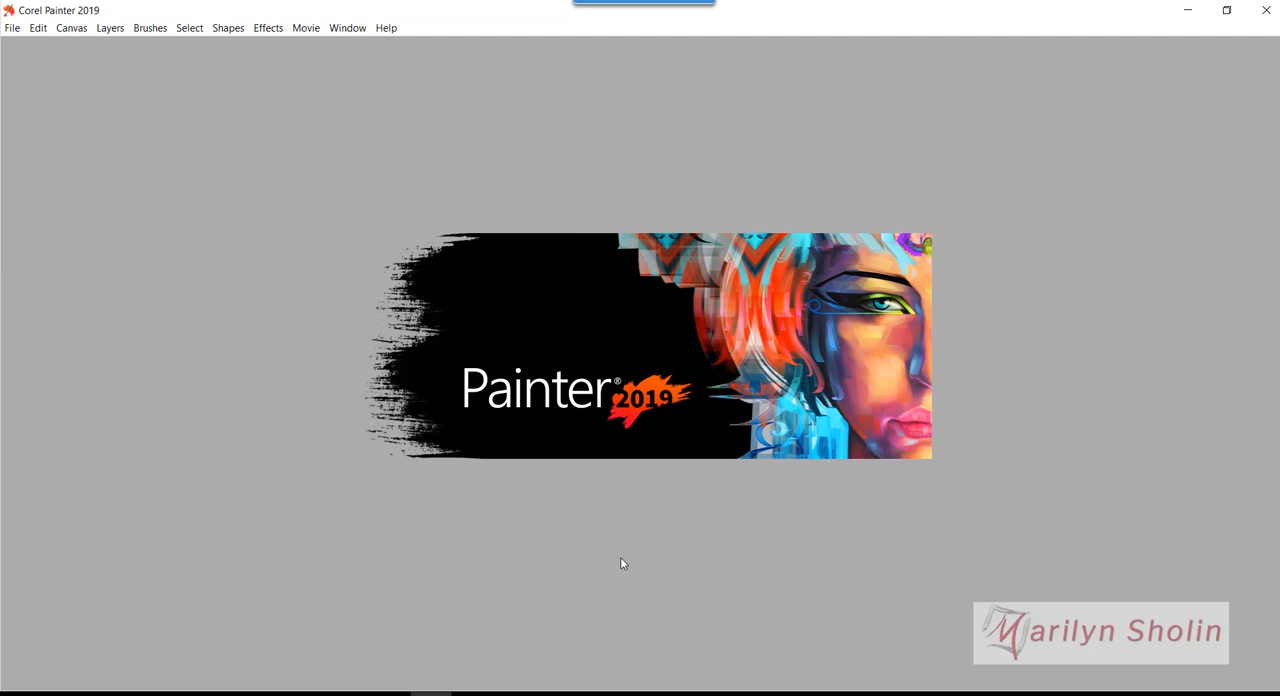 Corel Painter 2019
File Edit Canvas Layers Brushes Select Shapes Effects Movie Window Help
Painter®
2019
Marilyn Sholin